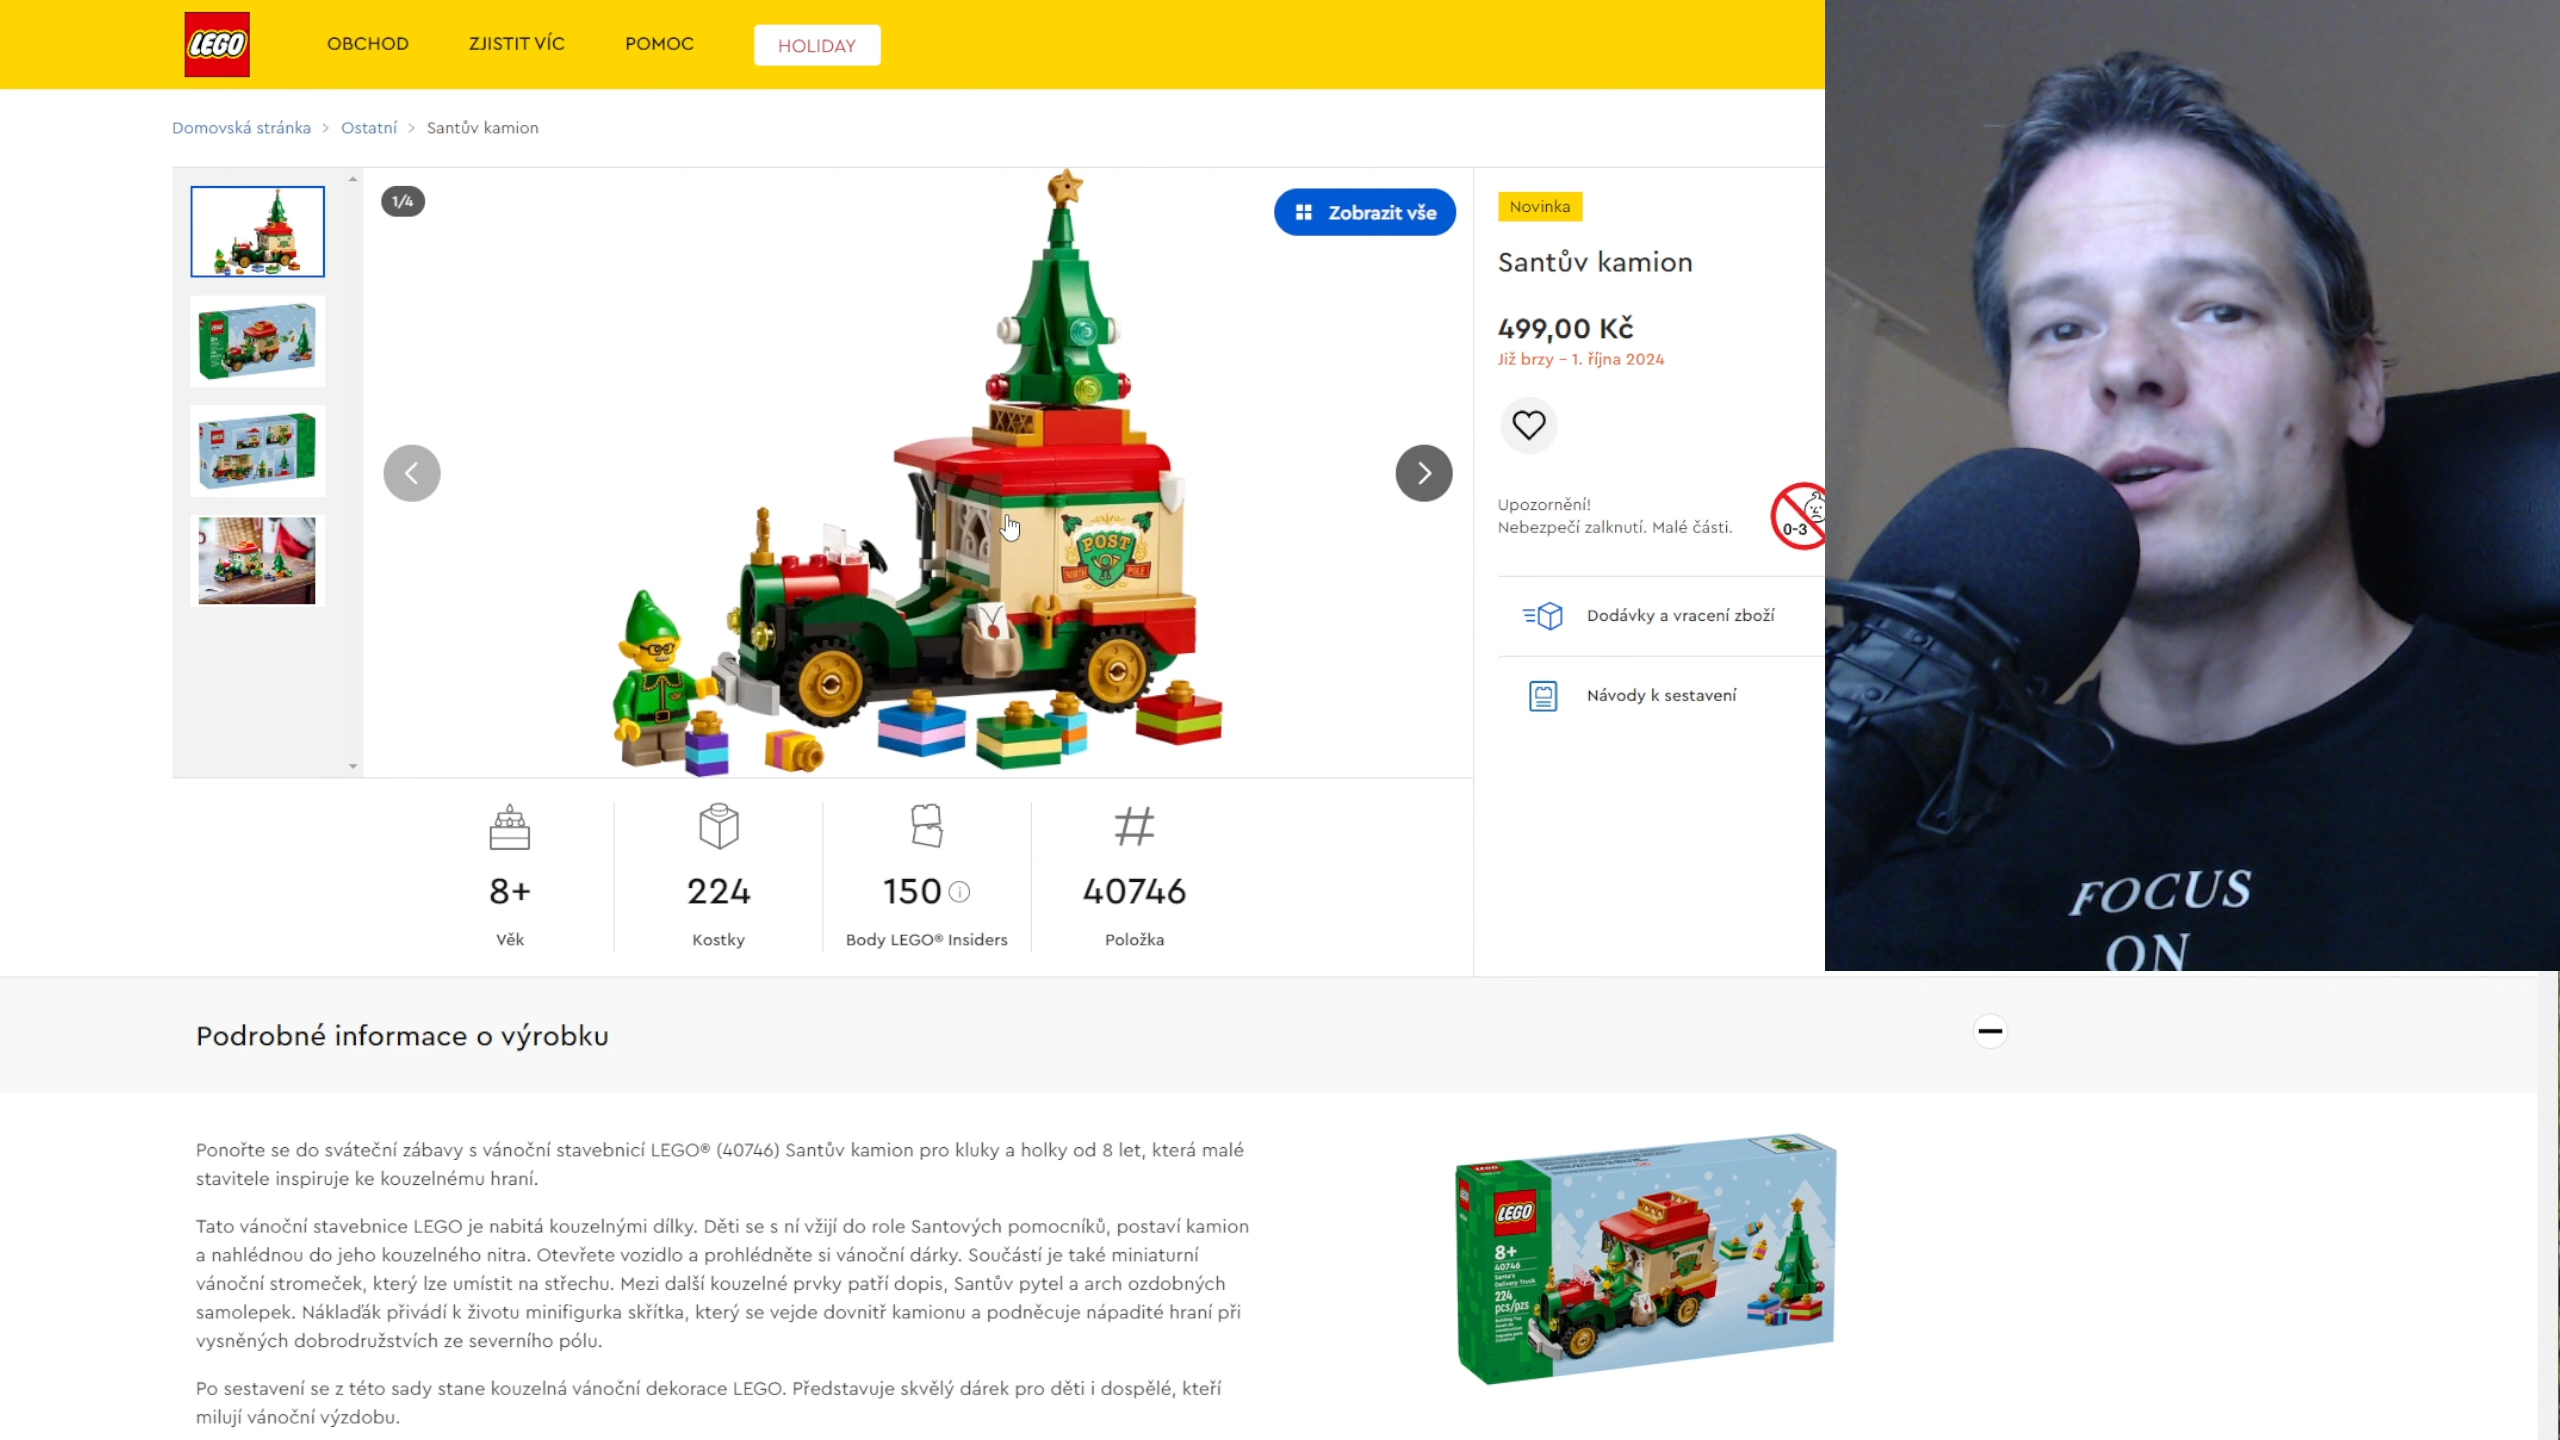 LEGO
OBCHOD
ZJISTIT VÍC
POMOC
HOLIDAY
Domovská stránka > Ostatní > Santův kamion
1/4
Zobrazit vše
POST
NORTH POLE
Novinka
Santův kamion
499,00 Kč
Již brzy – 1. října 2024
Upozornění!
Nebezpečí zalknutí. Malé části.
0-3
Dodávky a vracení zboží
Návody k sestavení
8+
Věk
224
Kostky
150
Body LEGO® Insiders
40746
Položka
FOCUS
ON
Podrobné informace o výrobku
Ponořte se do sváteční zábavy s vánoční stavebnicí LEGO® (40746) Santův kamion pro kluky a holky od 8 let, která malé
stavitele inspiruje ke kouzelnému hraní.
Tato vánoční stavebnice LEGO je nabitá kouzelnými dílky. Děti se s ní vžijí do role Santových pomocníků, postaví kamion
a nahlédnou do jeho kouzelného nitra. Otevřete vozidlo a prohlédněte si vánoční dárky. Součástí je také miniaturní
vánoční stromeček, který lze umístit na střechu. Mezi další kouzelné prvky patří dopis, Santův pytel a arch ozdobných
samolepek. Náklaďák přivádí k životu minifigurka skřítka, který se vejde dovnitř kamionu a podněcuje nápadité hraní při
vysněných dobrodružstvích ze severního pólu.
Po sestavení se z této sady stane kouzelná vánoční dekorace LEGO. Představuje skvělý dárek pro děti i dospělé, kteří
milují vánoční výzdobu.
LEGO
8+
40746
Santa's
Delivery Truck
224
pcs/pzs